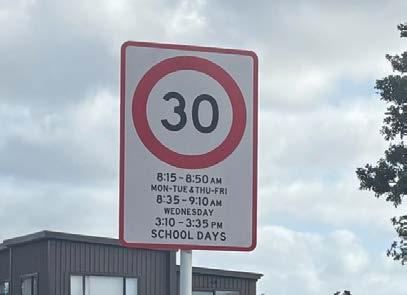 30
8:15 - 8:50 AM
MON-TUE & THU-FRI
8:35 - 9:10 AM
WEDNESDAY
3:10 - 3:35 PM
SCHOOL DAYS